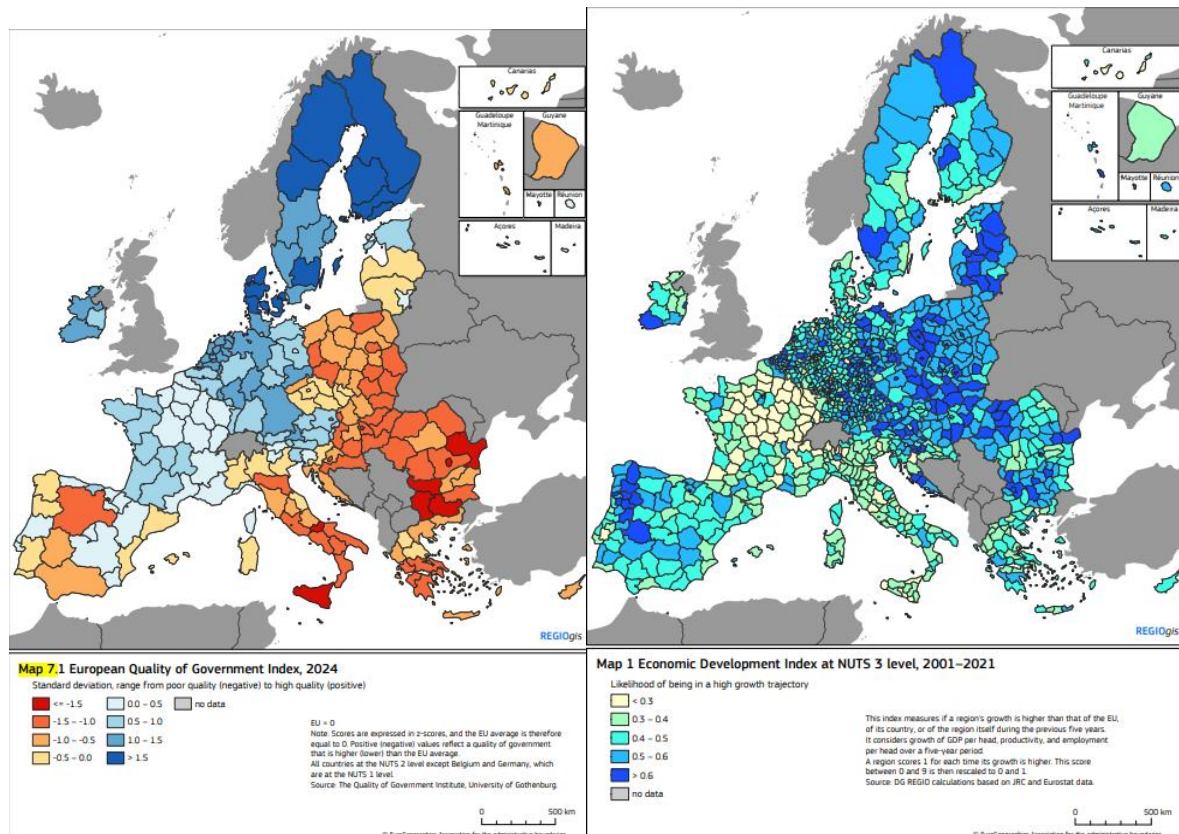 Canarias
Guadeloupe
Martinique
Guyane
Mayotte
Réunion
Açores
Madeira
REGIOgis
Map 7.1 European Quality of Government Index, 2024
Standard deviation, range from poor quality (negative) to high quality (positive)
<= -1.5
-1.5 – -1.0
-1.0 – -0.5
-0.5 – 0.0
0.0 – 0.5
0.5 – 1.0
1.0 – 1.5
> 1.5
no data
EU = 0
Note: Scores are expressed in z-scores, and the EU average is therefore
equal to 0. Positive (negative) values reflect a quality of government
that is higher (lower) than the EU average.
All countries at the NUTS 2 level except Belgium and Germany, which
are at the NUTS 1 level.
Source: The Quality of Government Institute, University of Gothenburg.
0 500 km
© EuroGeographics Association for the administrative boundaries
Canarias
Guadeloupe
Martinique
Guyane
Mayotte
Réunion
Açores
Madeira
REGIOgis
Map 1 Economic Development Index at NUTS 3 level, 2001–2021
Likelihood of being in a high growth trajectory
< 0.3
0.3 – 0.4
0.4 – 0.5
0.5 – 0.6
> 0.6
no data
This index measures if a region's growth is higher than that of the EU,
of its country, or of the region itself during the previous five years.
It considers growth of GDP per head, productivity, and employment
per head over a five-year period.
A region scores 1 for each time its growth is higher. This score
between 0 and 9 is then rescaled to 0 and 1.
Source: DG REGIO calculations based on JRC and Eurostat data.
0 500 km
© EuroGeographics Association for the administrative boundaries